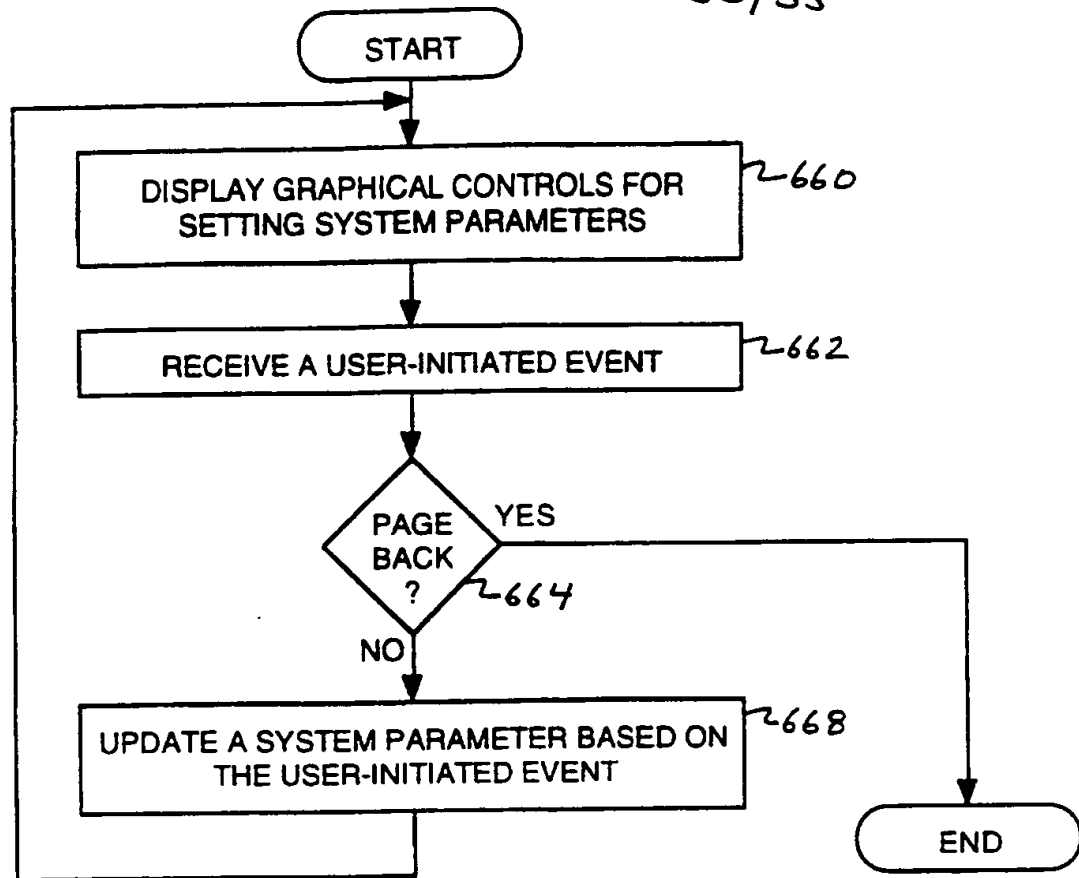 START
DISPLAY GRAPHICAL CONTROLS FOR
SETTING SYSTEM PARAMETERS
660
RECEIVE A USER-INITIATED EVENT
662
PAGE
BACK
?
YES
664
NO
UPDATE A SYSTEM PARAMETER BASED ON
THE USER-INITIATED EVENT
668
END